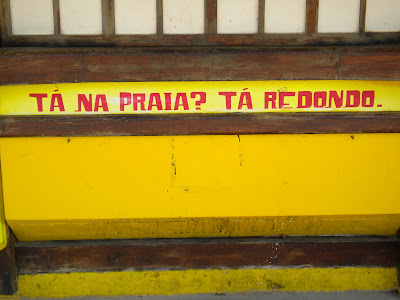 TÁ NA PRAIA? TÁ REDONDO.